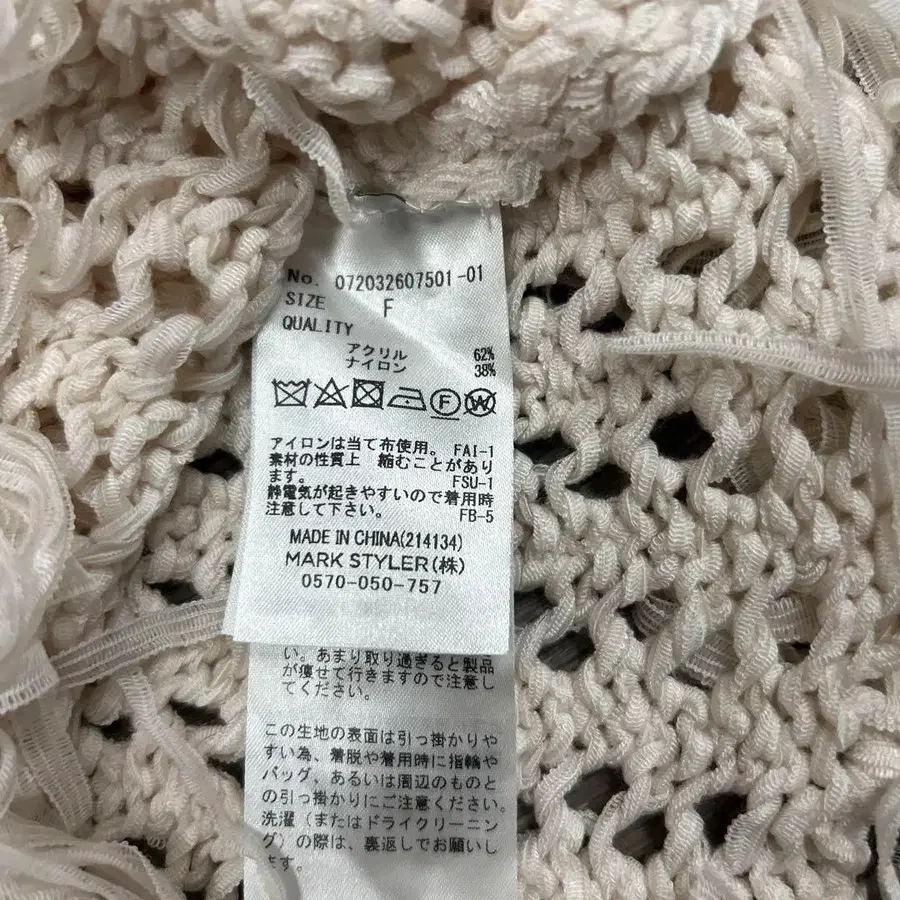 No. 072032607501-01
SIZE F
QUALITY
アクリル 62%
ナイロン 38%
F W
アイロンは当て布使用。 FAI-1
素材の性質上 縮むことがあり
ます。 FSU-1
静電気が起きやすいので着用時
注意して下さい。 FB-5
MADE IN CHINA(214134)
MARK STYLER(株)
0570-050-757
い。あまり取り過ぎると製品
が痩せて行きますので注意し
てください。
この生地の表面は引っ掛かりや
すい為、着脱や着用時に指輪や
バッグ、あるいは周辺のものと
の引っ掛かりにご注意ください。
洗濯（またはドライクリーニン
グ）の際は、裏返しでお願いし
ます。